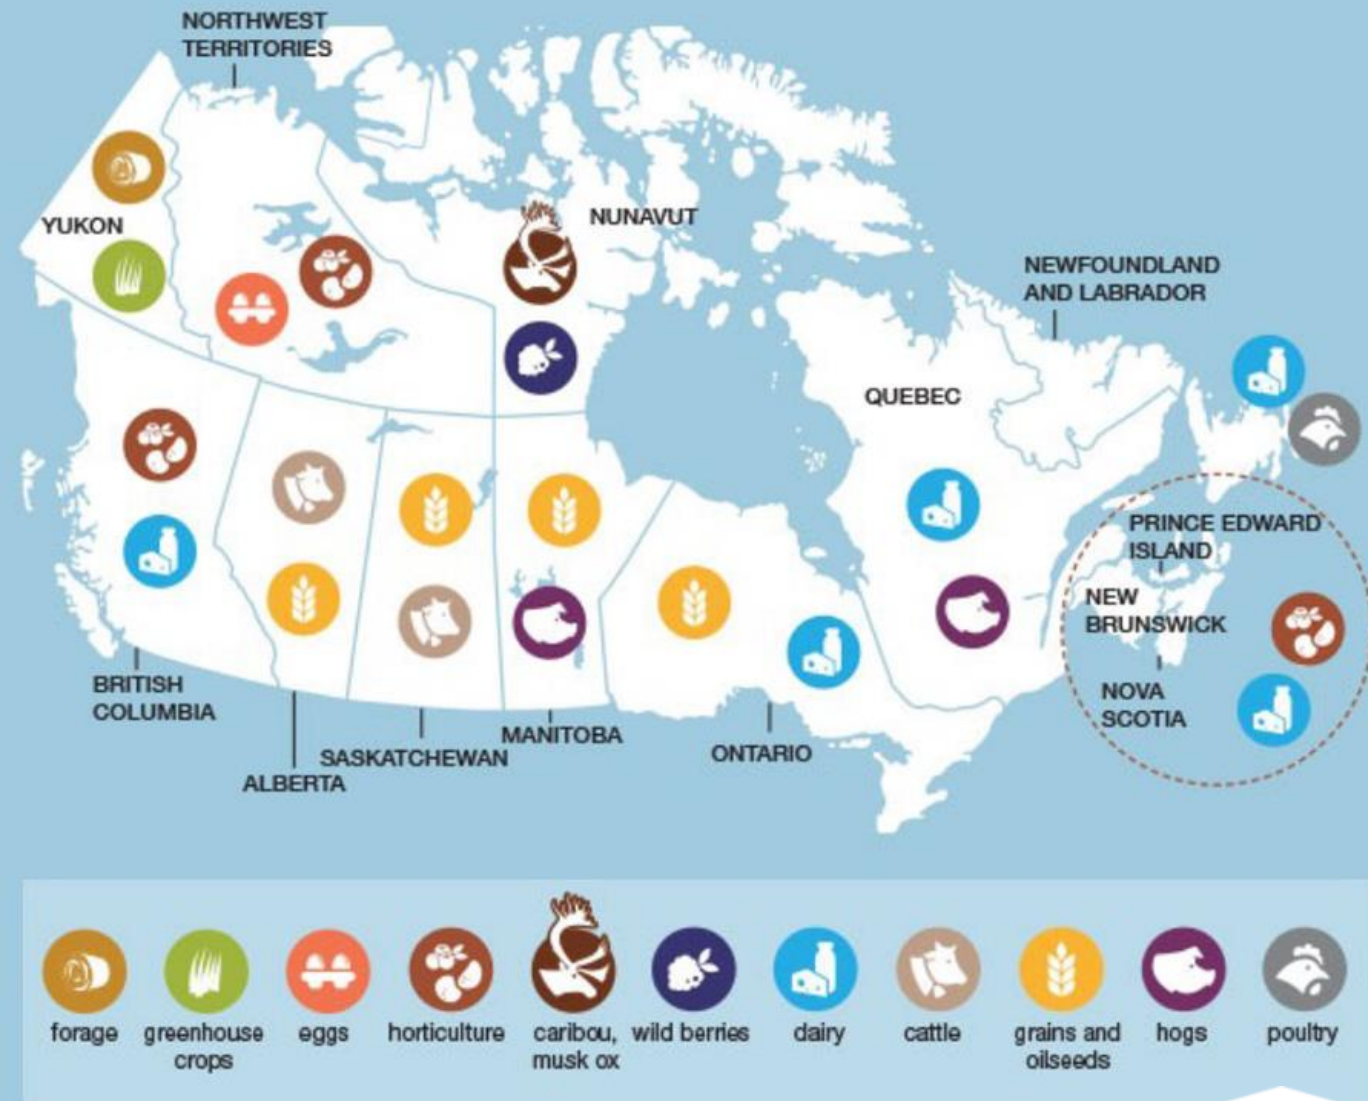 NORTHWEST
TERRITORIES
YUKON
NUNAVUT
NEWFOUNDLAND
AND LABRADOR
QUEBEC
PRINCE EDWARD
ISLAND
NEW
BRUNSWICK
NOVA
SCOTIA
BRITISH
COLUMBIA
ALBERTA
SASKATCHEWAN
MANITOBA
ONTARIO
forage
greenhouse
crops
eggs
horticulture
caribou,
musk ox
wild berries
dairy
cattle
grains and
oilseeds
hogs
poultry